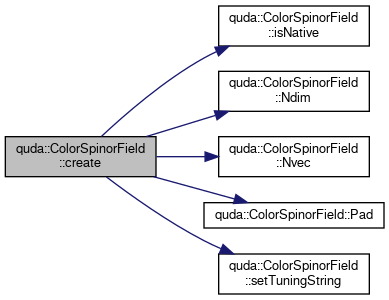 quda::ColorSpinorField
::create
quda::ColorSpinorField
::isNative
quda::ColorSpinorField
::Ndim
quda::ColorSpinorField
::Nvec
quda::ColorSpinorField::Pad
quda::ColorSpinorField
::setTuningString